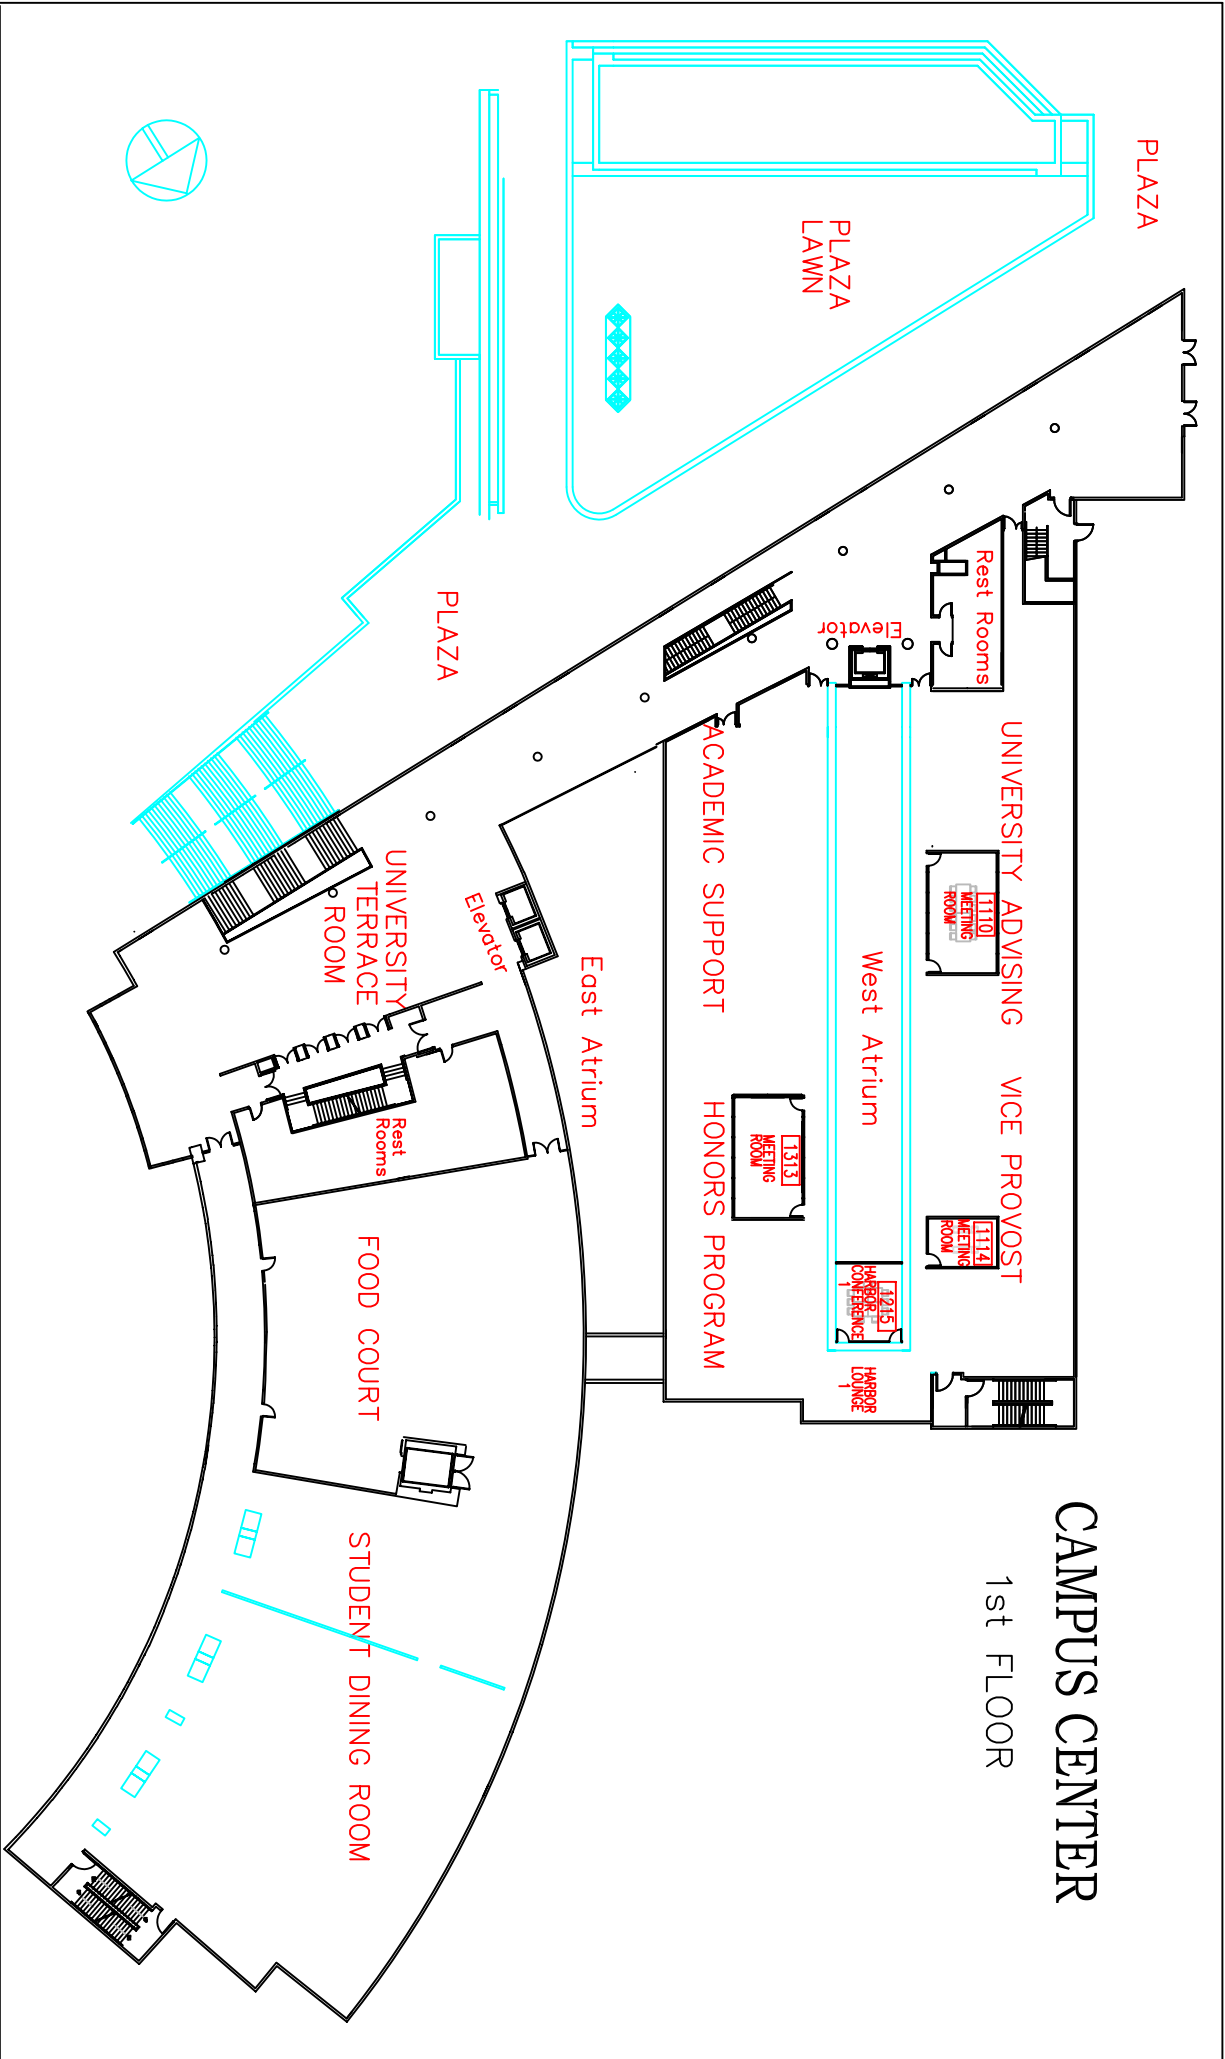 CAMPUS CENTER
1st FLOOR
PLAZA
PLAZA
LAWN
PLAZA
Rest Rooms
Elevator
UNIVERSITY ADVISING
VICE PROVOST
1110
MEETING
ROOM
1114
MEETING
ROOM
West Atrium
1215
HARBOR
CONFERENCE
1
HARBOR
LOUNGE
1
ACADEMIC SUPPORT
HONORS PROGRAM
1313
MEETING
ROOM
East Atrium
Elevator
UNIVERSITY
TERRACE
ROOM
Rest
Rooms
FOOD COURT
STUDENT DINING ROOM